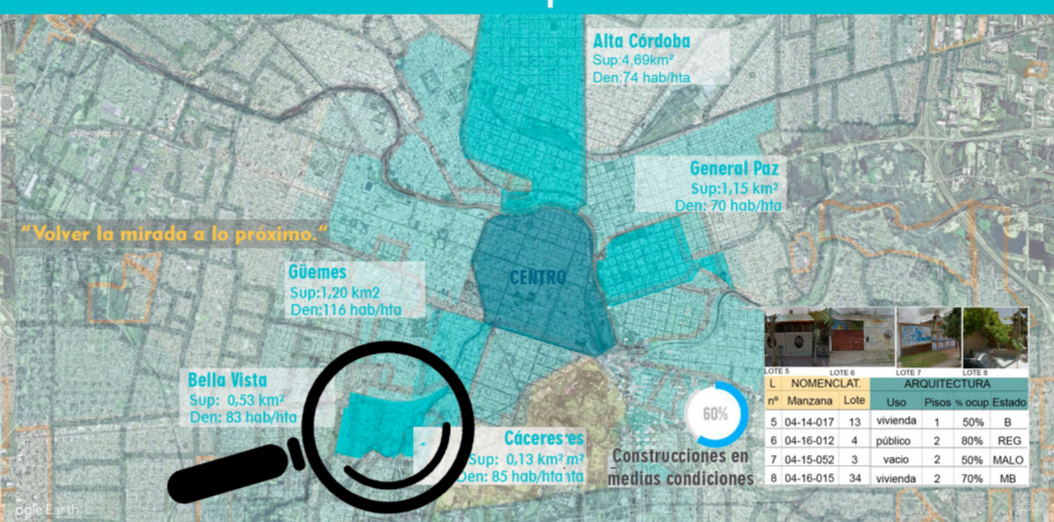 Alta Córdoba
Sup:4,69km²
Den:74 hab/hta
General Paz
Sup:1,15 km²
Den: 70 hab/hta
"Volver la mirada a lo próximo."
CENTRO
Güemes
Sup:1,20 km2
Den:116 hab/hta
Bella Vista
Sup: 0,53 km²
Den: 83 hab/hta
Cáceres
Sup: 0,13 km²
Den: 85 hab/hta
60%
Construcciones en
medias condiciones
LOTE 5 LOTE 6 LOTE 7 LOTE 8
L NOMENCLAT. ARQUITECTURA
nº Manzana Lote Uso Pisos % ocup Estado
5 04-14-017 13 vivienda 1 50% B
6 04-16-012 4 público 2 80% REG
7 04-15-052 3 vacio 2 50% MALO
8 04-16-015 34 vivienda 2 70% MB
ogle Earth